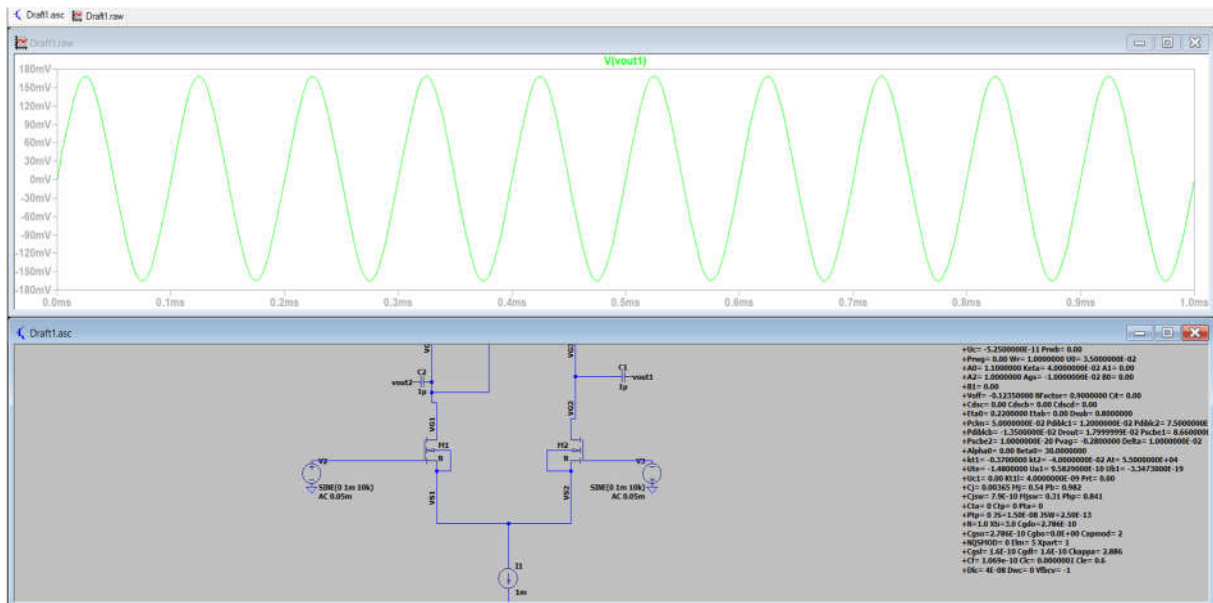 Draft1.asc Draft1.raw
Draft1.raw
V(vout1)
180mV
150mV
120mV
90mV
60mV
30mV
0mV
-30mV
-60mV
-90mV
-120mV
-150mV
-180mV
0.0ms 0.1ms 0.2ms 0.3ms 0.4ms 0.5ms 0.6ms 0.7ms 0.8ms 0.9ms 1.0ms
Draft1.asc
C2
vout2
1µ
C1
vout1
1µ
VG1
VG2
M1
N
M2
N
V2
SINE(0 1m 10k)
AC 0.05m
V3
SINE(0 1m 10k)
AC 0.05m
VS1
VS2
I1
1m
+Uc= -5.2500000E-11 Prwb= 0.00
+Prwg= 0.00 Wr= 1.0000000 U0= 3.5000000E-02
+A0= 1.1000000 Keta= 4.0000000E-02 A1= 0.00
+A2= 1.0000000 Ags= -1.0000000E-02 B0= 0.00
+B1= 0.00
+Voff= -0.12350000 NFactor= 0.9000000 Cit= 0.00
+Cdsc= 0.00 Cdscb= 0.00 Cdscd= 0.00
+Eta0= 0.2200000 Etab= 0.00 Dsub= 0.8000000
+Pclm= 5.0000000E-02 Pdiblc1= 1.2000000E-02 Pdiblc2= 7.5000000E
+Pdiblcb= -1.3500000E-02 Drout= 1.7999999E-02 Pscbe1= 8.6600000
+Pscbe2= 1.0000000E-20 Pvag= -0.2800000 Delta= 1.0000000E-02
+Alpha0= 0.00 Beta0= 30.0000000
+kt1= -0.3700000 kt2= -4.0000000E-02 At= 5.5000000E+04
+Ute= -1.4800000 Ua1= 9.5829000E-10 Ub1= -3.3473000E-19
+Uc1= 0.00 Kt1l= 4.0000000E-09 Prt= 0.00
+Cj= 0.00365 Mj= 0.54 Pb= 0.982
+Cjsw= 7.9E-10 Mjsw= 0.31 Php= 0.841
+Cta= 0 Ctp= 0 Pta= 0
+Ptp= 0 JS=1.50E-08 JSW=2.50E-13
+N=1.0 Xti=3.0 Cgdo=2.786E-10
+Cgso=2.786E-10 Cgbo=0.0E+00 Capmod= 2
+NQSMOD= 0 Elm= 5 Xpart= 1
+Cgsl= 1.6E-10 Cgdl= 1.6E-10 Ckappa= 2.886
+Cf= 1.069e-10 Clc= 0.0000001 Cle= 0.6
+Dlc= 4E-08 Dwc= 0 Vfbcv= -1